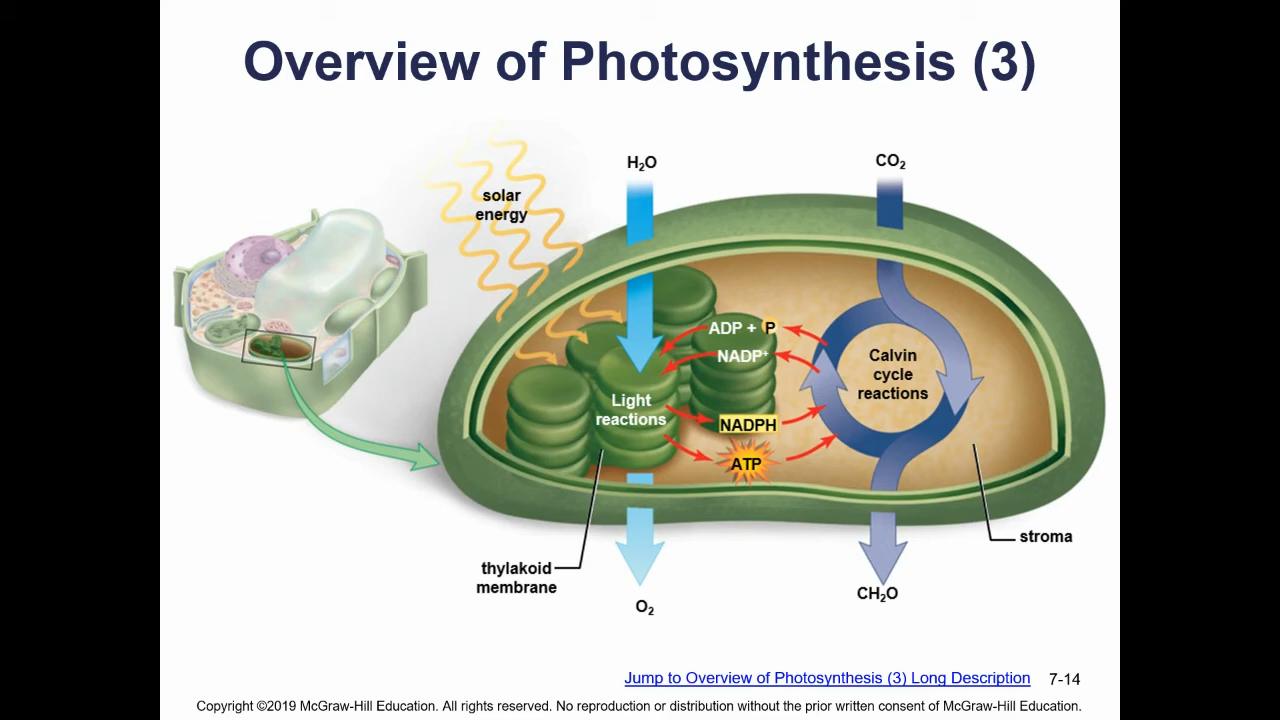 Overview of Photosynthesis (3)
solar
energy
H₂O
CO₂
ADP + P
NADP⁺
Light
reactions
NADPH
ATP
Calvin
cycle
reactions
thylakoid
membrane
stroma
O₂
CH₂O
Jump to Overview of Photosynthesis (3) Long Description
7-14
Copyright ©2019 McGraw-Hill Education. All rights reserved. No reproduction or distribution without the prior written consent of McGraw-Hill Education.